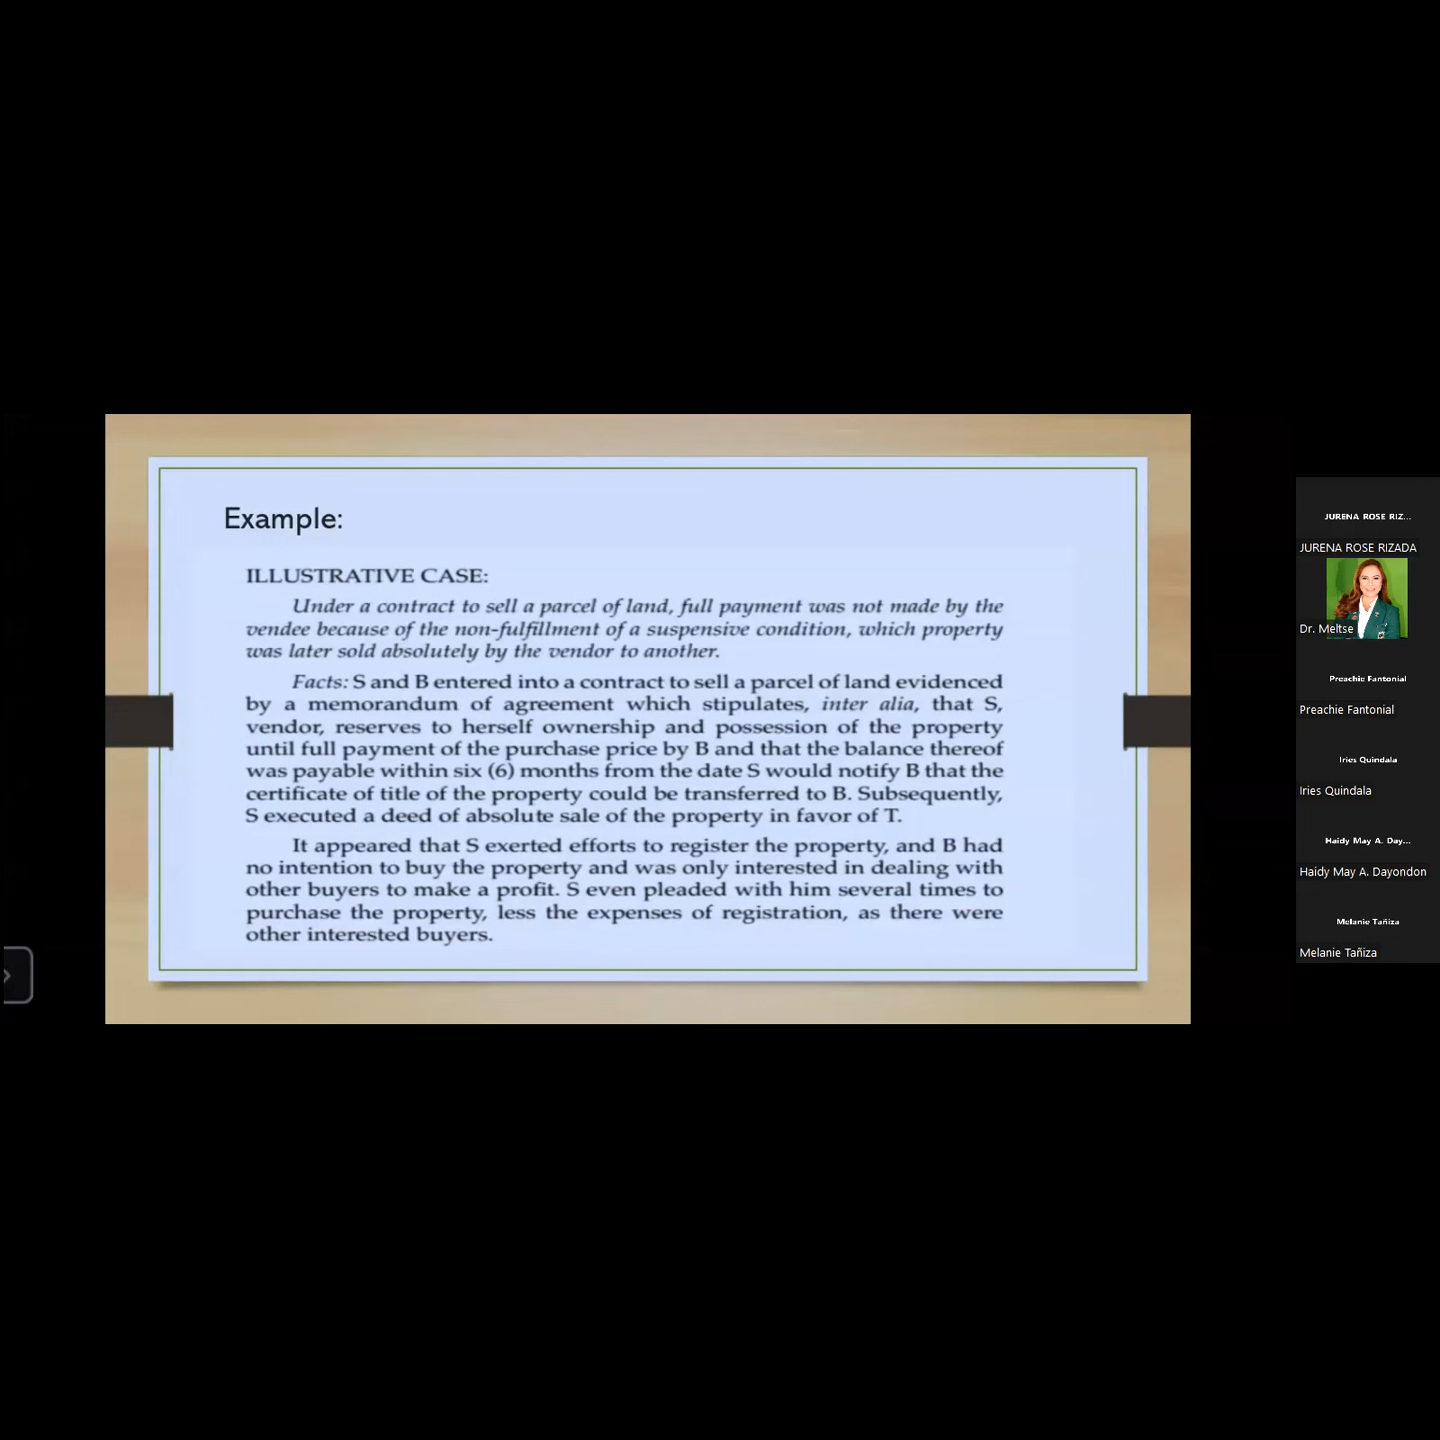 Example:
ILLUSTRATIVE CASE:
Under a contract to sell a parcel of land, full payment was not made by the
vendee because of the non-fulfillment of a suspensive condition, which property
was later sold absolutely by the vendor to another.
Facts: S and B entered into a contract to sell a parcel of land evidenced
by a memorandum of agreement which stipulates, inter alia, that S,
vendor, reserves to herself ownership and possession of the property
until full payment of the purchase price by B and that the balance thereof
was payable within six (6) months from the date S would notify B that the
certificate of title of the property could be transferred to B. Subsequently,
S executed a deed of absolute sale of the property in favor of T.
It appeared that S exerted efforts to register the property, and B had
no intention to buy the property and was only interested in dealing with
other buyers to make a profit. S even pleaded with him several times to
purchase the property, less the expenses of registration, as there were
other interested buyers.
JURENA ROSE RIZ...
JURENA ROSE RIZADA
Dr. Meltse
Preachie Fantonial
Preachie Fantonial
Iries Quindala
Iries Quindala
Haidy May A. Day...
Haidy May A. Dayondon
Melanie Tañiza
Melanie Tañiza